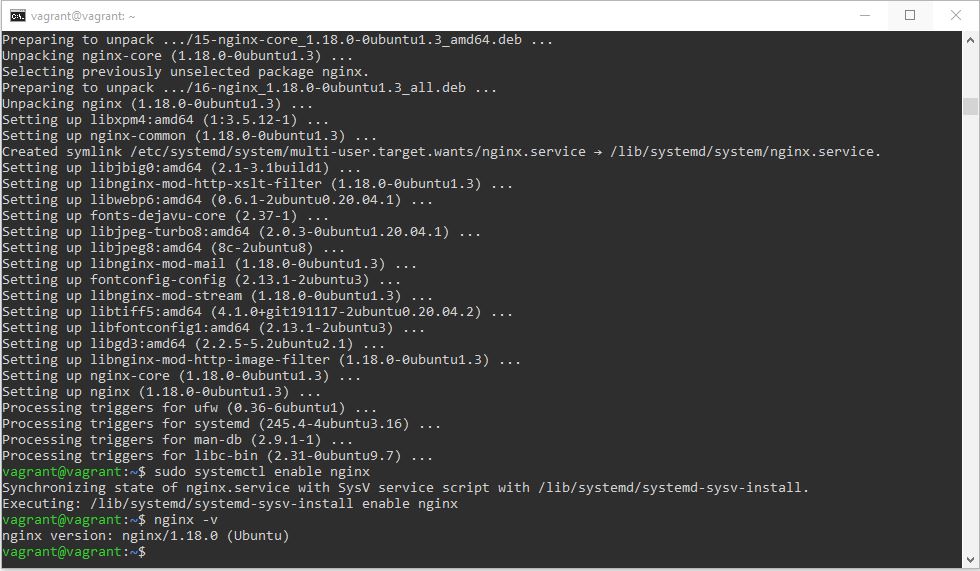 vagrant@vagrant: ~
Preparing to unpack .../15-nginx-core_1.18.0-0ubuntu1.3_amd64.deb ...
Unpacking nginx-core (1.18.0-0ubuntu1.3) ...
Selecting previously unselected package nginx.
Preparing to unpack .../16-nginx_1.18.0-0ubuntu1.3_all.deb ...
Unpacking nginx (1.18.0-0ubuntu1.3) ...
Setting up libxpm4:amd64 (1:3.5.12-1) ...
Setting up nginx-common (1.18.0-0ubuntu1.3) ...
Created symlink /etc/systemd/system/multi-user.target.wants/nginx.service → /lib/systemd/system/nginx.service.
Setting up libjbig0:amd64 (2.1-3.1build1) ...
Setting up libnginx-mod-http-xslt-filter (1.18.0-0ubuntu1.3) ...
Setting up libwebp6:amd64 (0.6.1-2ubuntu0.20.04.1) ...
Setting up fonts-dejavu-core (2.37-1) ...
Setting up libjpeg-turbo8:amd64 (2.0.3-0ubuntu1.20.04.1) ...
Setting up libjpeg8:amd64 (8c-2ubuntu8) ...
Setting up libnginx-mod-mail (1.18.0-0ubuntu1.3) ...
Setting up fontconfig-config (2.13.1-2ubuntu3) ...
Setting up libnginx-mod-stream (1.18.0-0ubuntu1.3) ...
Setting up libtiff5:amd64 (4.1.0+git191117-2ubuntu0.20.04.2) ...
Setting up libfontconfig1:amd64 (2.13.1-2ubuntu3) ...
Setting up libgd3:amd64 (2.2.5-5.2ubuntu2.1) ...
Setting up libnginx-mod-http-image-filter (1.18.0-0ubuntu1.3) ...
Setting up nginx-core (1.18.0-0ubuntu1.3) ...
Setting up nginx (1.18.0-0ubuntu1.3) ...
Processing triggers for ufw (0.36-6ubuntu1) ...
Processing triggers for systemd (245.4-4ubuntu3.16) ...
Processing triggers for man-db (2.9.1-1) ...
Processing triggers for libc-bin (2.31-0ubuntu9.7) ...
vagrant@vagrant:~$ sudo systemctl enable nginx
Synchronizing state of nginx.service with SysV service script with /lib/systemd/systemd-sysv-install.
Executing: /lib/systemd/systemd-sysv-install enable nginx
vagrant@vagrant:~$ nginx -v
nginx version: nginx/1.18.0 (Ubuntu)
vagrant@vagrant:~$